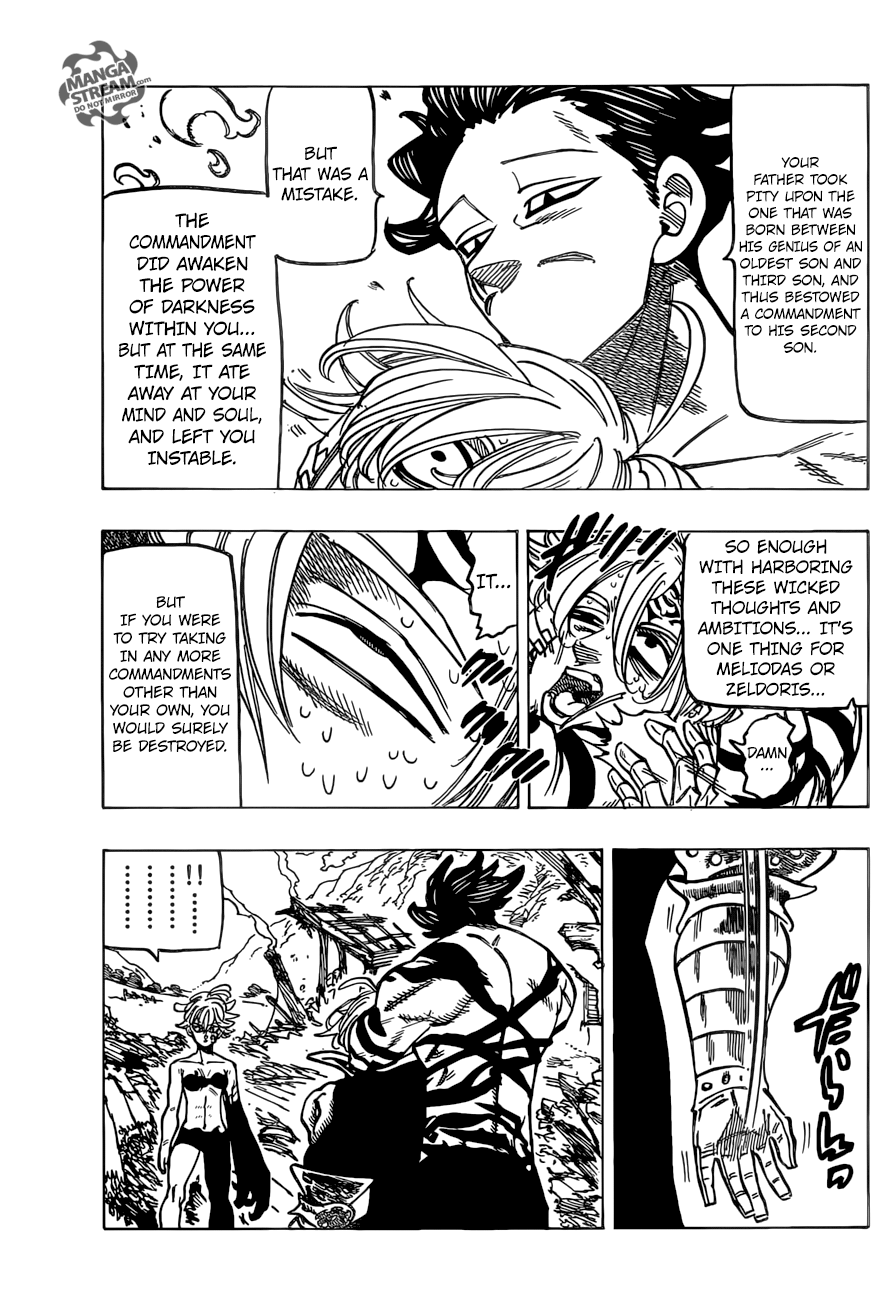 MANGA
STREAM.com
DO NOT MIRROR
YOUR
FATHER TOOK
PITY UPON THE
ONE THAT WAS
BORN BETWEEN
HIS GENIUS OF AN
OLDEST SON AND
THIRD SON, AND
THUS BESTOWED
A COMMANDMENT
TO HIS SECOND
SON.
BUT
THAT WAS A
MISTAKE.
THE
COMMANDMENT
DID AWAKEN
THE POWER
OF DARKNESS
WITHIN YOU...
BUT AT THE SAME
TIME, IT ATE
AWAY AT YOUR
MIND AND SOUL,
AND LEFT YOU
INSTABLE.
SO ENOUGH
WITH HARBORING
THESE WICKED
THOUGHTS AND
AMBITIONS... IT'S
ONE THING FOR
MELIODAS OR
ZELDORIS...
DAMN
...
IT...
BUT
IF YOU WERE
TO TRY TAKING
IN ANY MORE
COMMANDMENTS
OTHER THAN
YOUR OWN, YOU
WOULD SURELY
BE DESTROYED.
!!